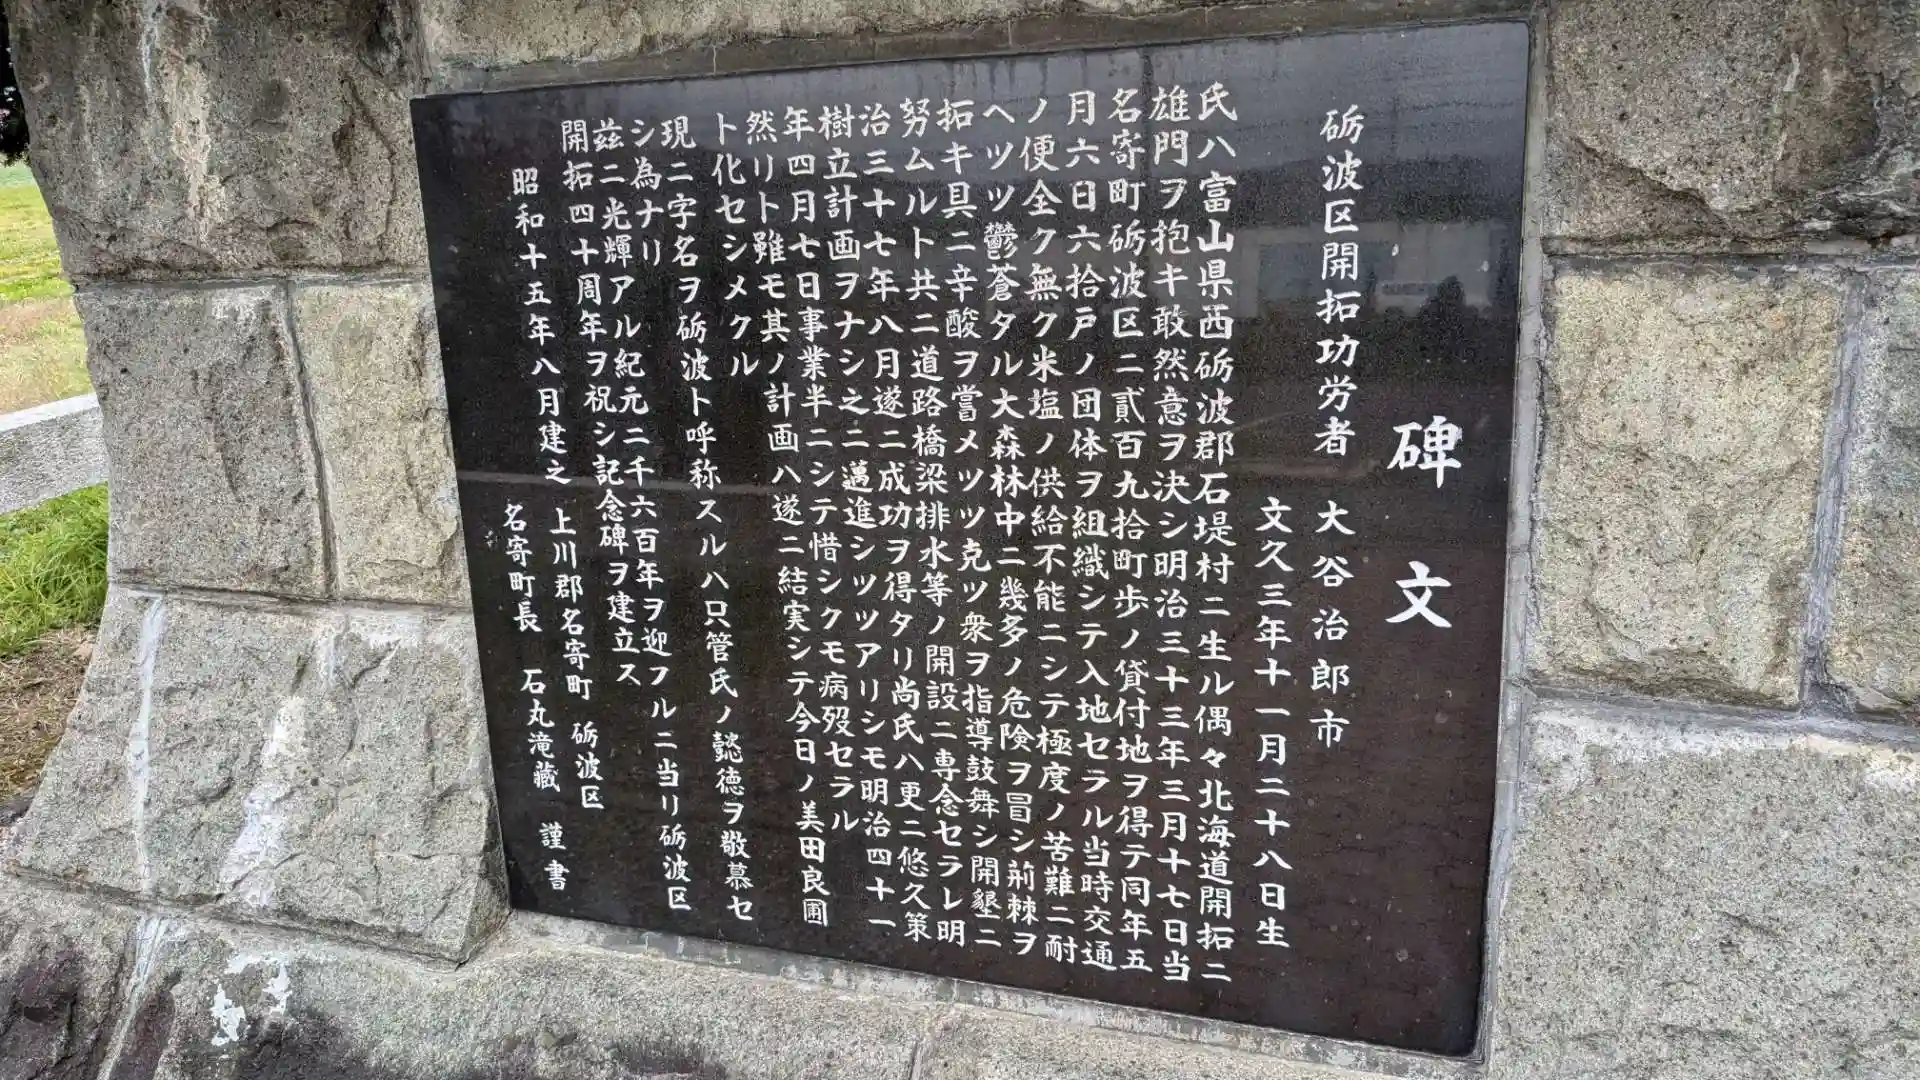 碑文
砺波区開拓功労者 大谷治郎市
文久三年十一月二十八日生
氏ハ富山県西砺波郡石堤村ニ生ル偶々北海道開拓ニ
雄門ヲ抱キ敢然意ヲ決シ明治三十三年三月十七日当
名寄町砺波区ニ貳百九拾町歩ノ貸付地ヲ得テ同年五
月六日六拾戸ノ団体ヲ組織シテ入地セラル当時交通
ノ便全ク無ク米塩ノ供給不能ニシテ極度ノ苦難ニ耐
ヘツツ鬱蒼タル大森林中ニ幾多ノ危険ヲ冒シ荊棘ヲ
拓キ具ニ辛酸ヲ嘗メツツ克ツ衆ヲ指導鼓舞シ開墾ニ
努ムルト共ニ道路橋梁排水等ノ開設ニ専念セラレ明
治三十七年八月遂ニ成功ヲ得タリ尚氏ハ更ニ悠久策
樹立計画ヲナシ之ニ邁進シツツアリシモ明治四十一
年四月七日事業半ニシテ惜シクモ病歿セラル
然リト雖モ其ノ計画ハ遂ニ結実シテ今日ノ美田良圃
ト化セシメクル
現ニ字名ヲ砺波ト呼称スルハ只管氏ノ懿徳ヲ敬慕セ
シ為ナリ
茲ニ光輝アル紀元二千六百年ヲ迎フルニ当リ砺波区
開拓四十周年ヲ祝シ記念碑ヲ建立ス
昭和十五年八月建之 上川郡名寄町 砺波区
名寄町長 石丸滝藏 謹書